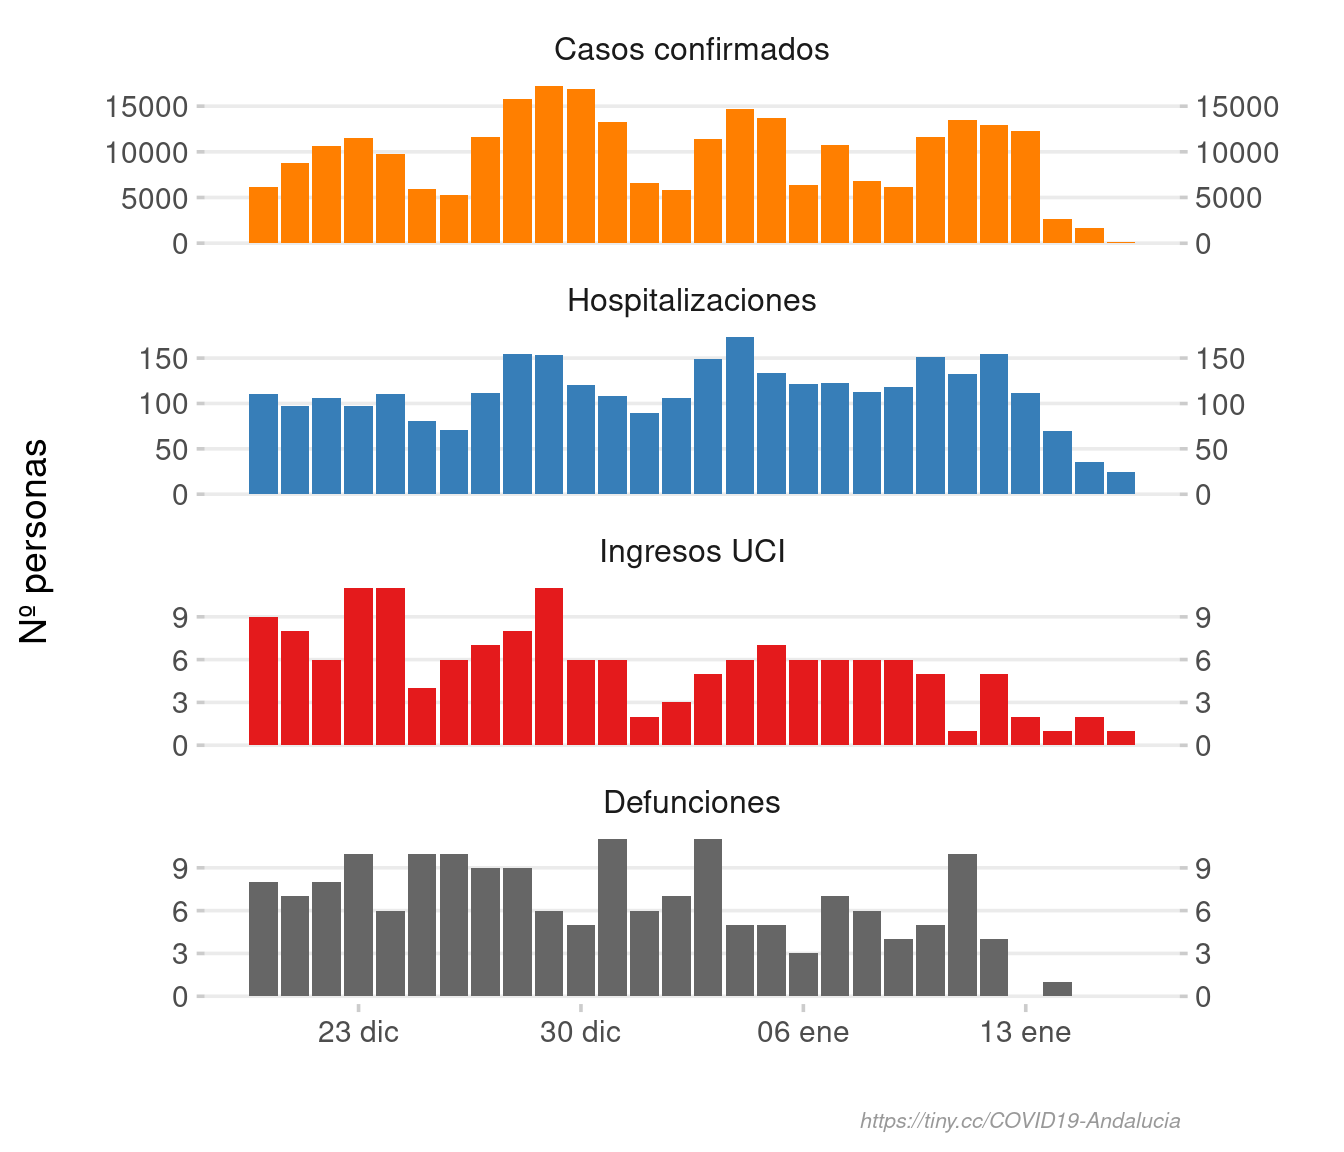 Casos confirmados
15000 15000
10000 10000
5000 5000
0 0
Hospitalizaciones
150 150
100 100
50 50
0 0
Nº personas
Ingresos UCI
9 9
6 6
3 3
0 0
Defunciones
9 9
6 6
3 3
0 0
23 dic 30 dic 06 ene 13 ene
https://tiny.cc/COVID19-Andalucia